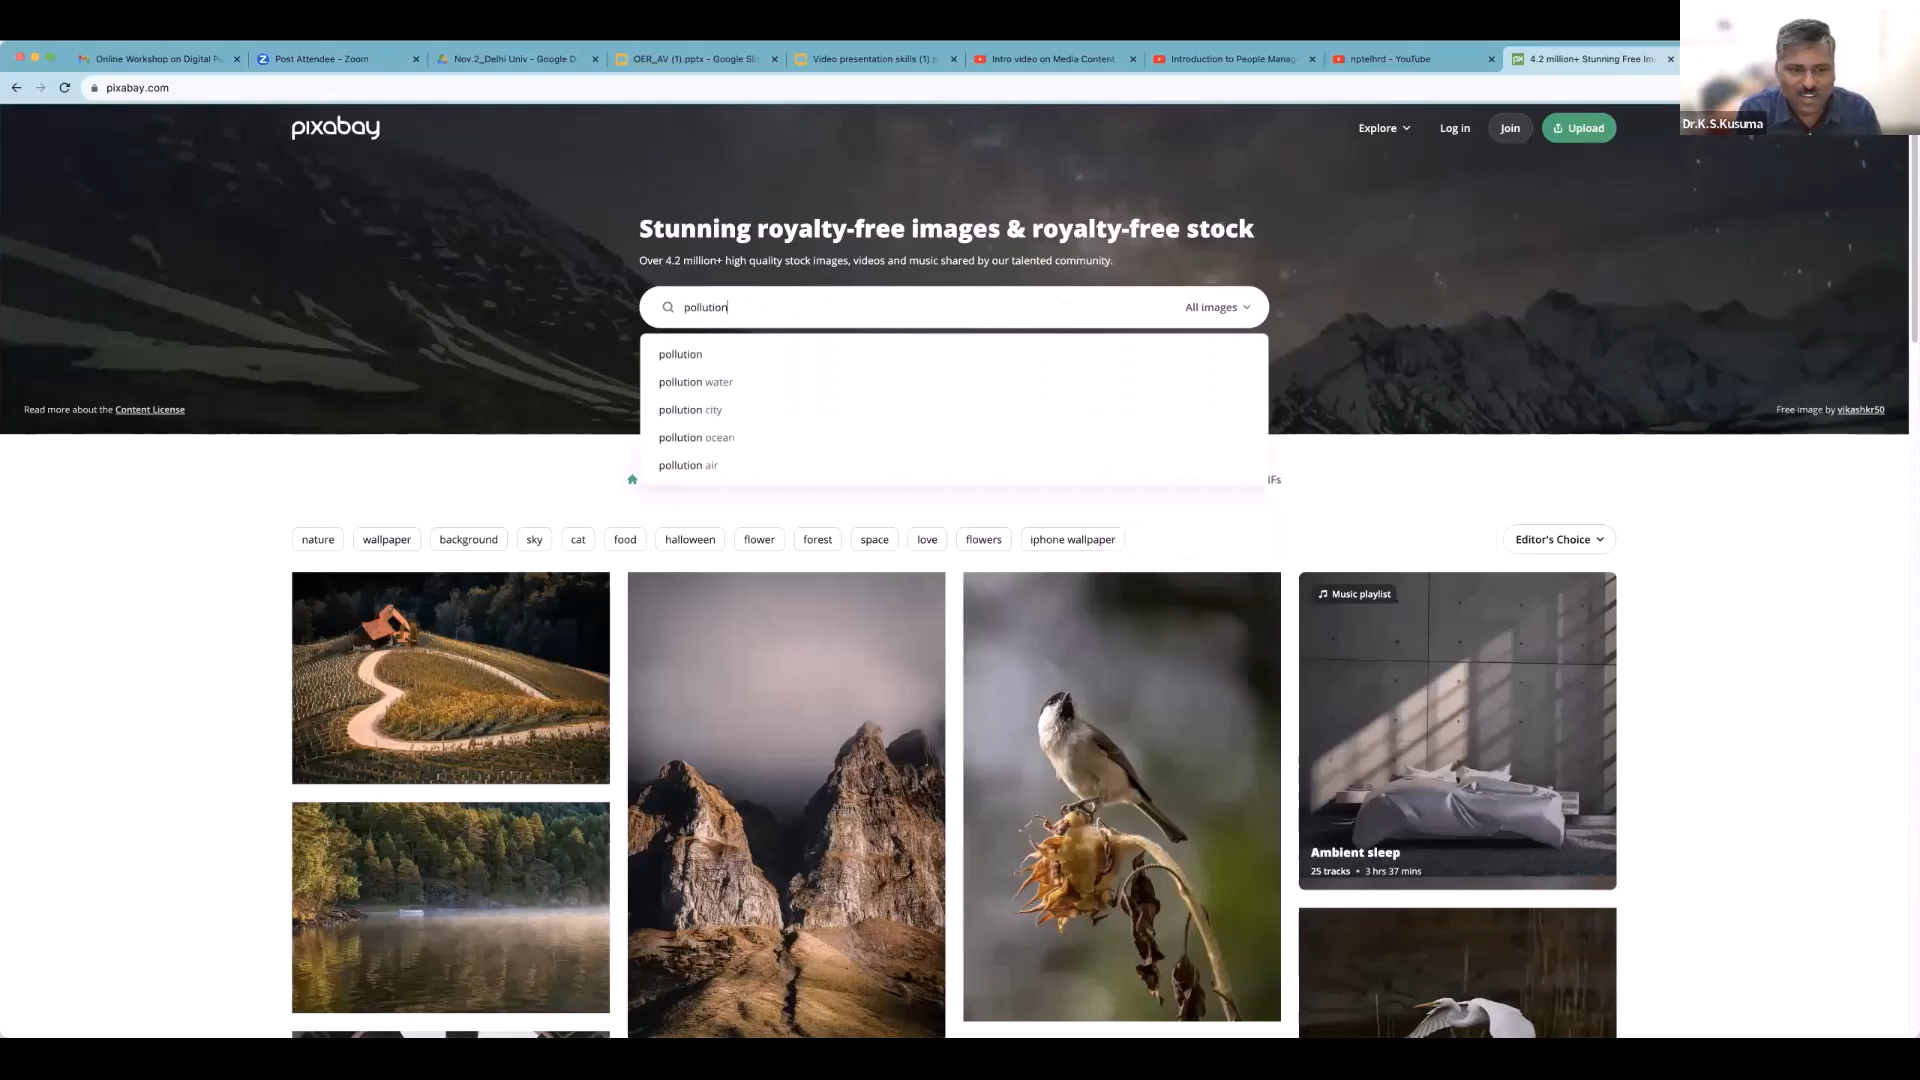 Online Workshop on Digital Pe
Post Attendee - Zoom
Nov.2_Delhi Univ - Google D
OER_AV (1).pptx - Google Slid
Video presentation skills (1).p
Intro video on Media Content
Introduction to People Manag
nptelhrd - YouTube
4.2 million+ Stunning Free Im
pixabay.com
Dr.K.S.Kusuma
pixabay
Explore
Log in
Join
Upload
Stunning royalty-free images & royalty-free stock
Over 4.2 million+ high quality stock images, videos and music shared by our talented community.
pollution
All images
pollution
pollution water
pollution city
pollution ocean
pollution air
Read more about the Content License
Free image by vikashkr50
IFs
nature
wallpaper
background
sky
cat
food
halloween
flower
forest
space
love
flowers
iphone wallpaper
Editor's Choice
Music playlist
Ambient sleep
25 tracks • 3 hrs 37 mins